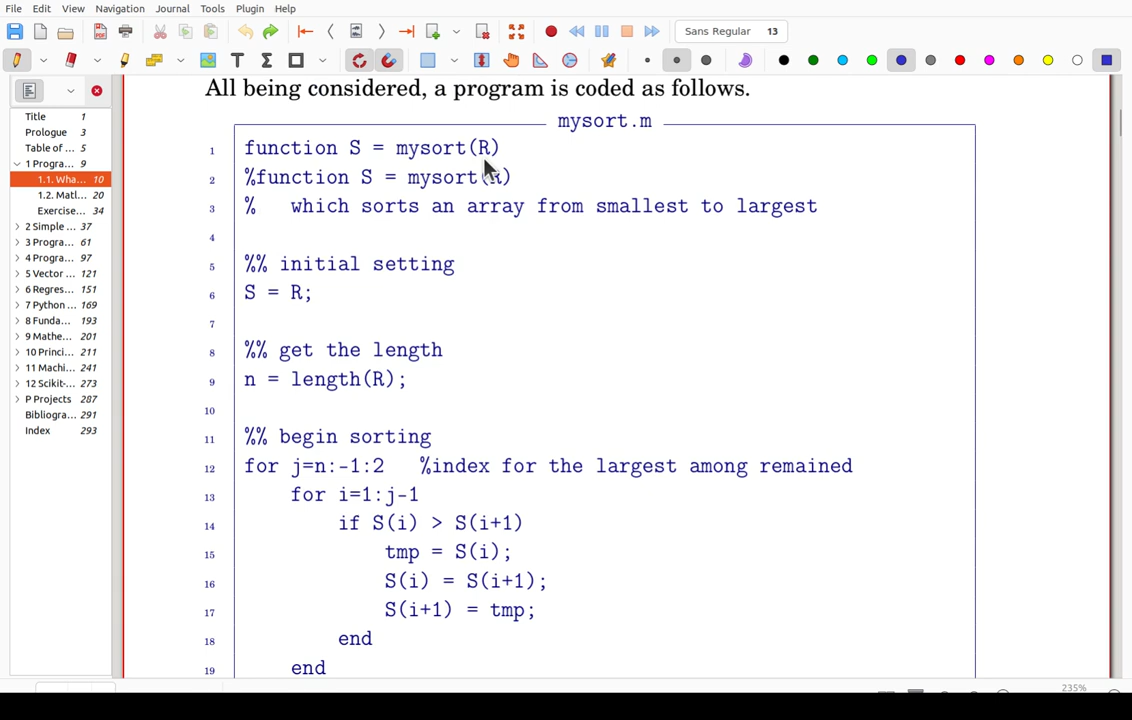 File Edit View Navigation Journal Tools Plugin Help
Sans Regular 13
Title 1
Prologue 3
Table of ... 5
1 Progra... 9
1.1. Wha... 10
1.2. Matl... 20
Exercise... 34
2 Simple ... 37
3 Progra... 61
4 Progra... 97
5 Vector ... 121
6 Regres... 151
7 Python ... 169
8 Funda... 193
9 Mathe... 201
10 Princi... 211
11 Machi... 241
12 Scikit-... 273
P Projects 287
Bibliogra... 291
Index 293
All being considered, a program is coded as follows.
mysort.m
1 function S = mysort(R)
2 %function S = mysort(R)
3 % which sorts an array from smallest to largest
4
5 %% initial setting
6 S = R;
7
8 %% get the length
9 n = length(R);
10
11 %% begin sorting
12 for j=n:-1:2 %index for the largest among remained
13 for i=1:j-1
14 if S(i) > S(i+1)
15 tmp = S(i);
16 S(i) = S(i+1);
17 S(i+1) = tmp;
18 end
19 end
235%